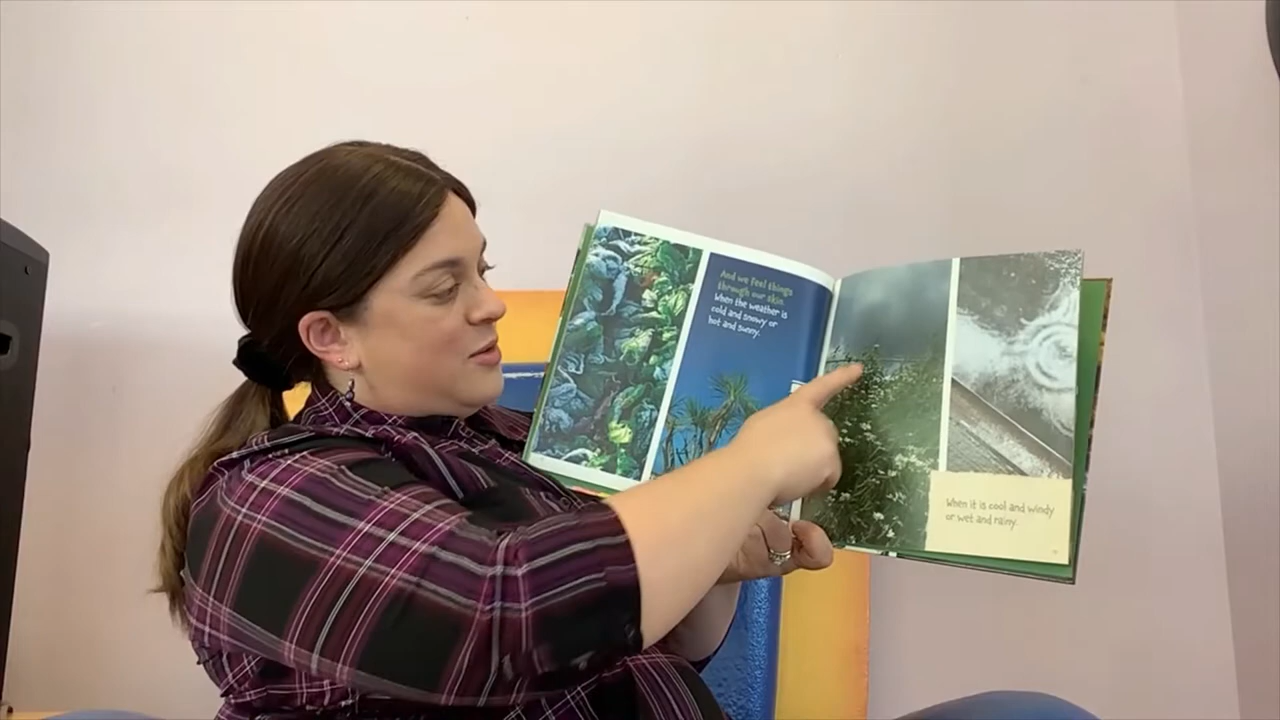 And we feel things
through our skin.
When the weather is
cold and snowy or
hot and sunny.
When it is cool and windy
or wet and rainy.